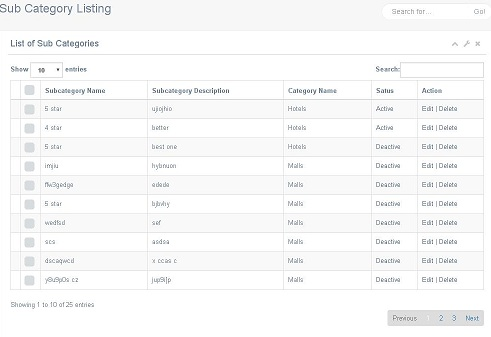 Sub Category Listing
Search for... Go!
List of Sub Categories
Show 10 entries Search:
Subcategory Name Subcategory Description Category Name Satus Action
5 star ujiojhio Hotels Active Edit | Delete
4 star better Hotels Active Edit | Delete
5 star best one Hotels Deactive Edit | Delete
imjiu hybnuon Malls Deactive Edit | Delete
ffw3gedge edede Malls Deactive Edit | Delete
5 star bjbvhy Malls Deactive Edit | Delete
wedfsd sef Malls Deactive Edit | Delete
scs asdsa Malls Deactive Edit | Delete
dscaqwcd x ccas c Malls Deactive Edit | Delete
y8u9p0s cz Malls Deactive Edit | Delete
Showing 1 to 10 of 25 entries
Previous 1 2 3 Next